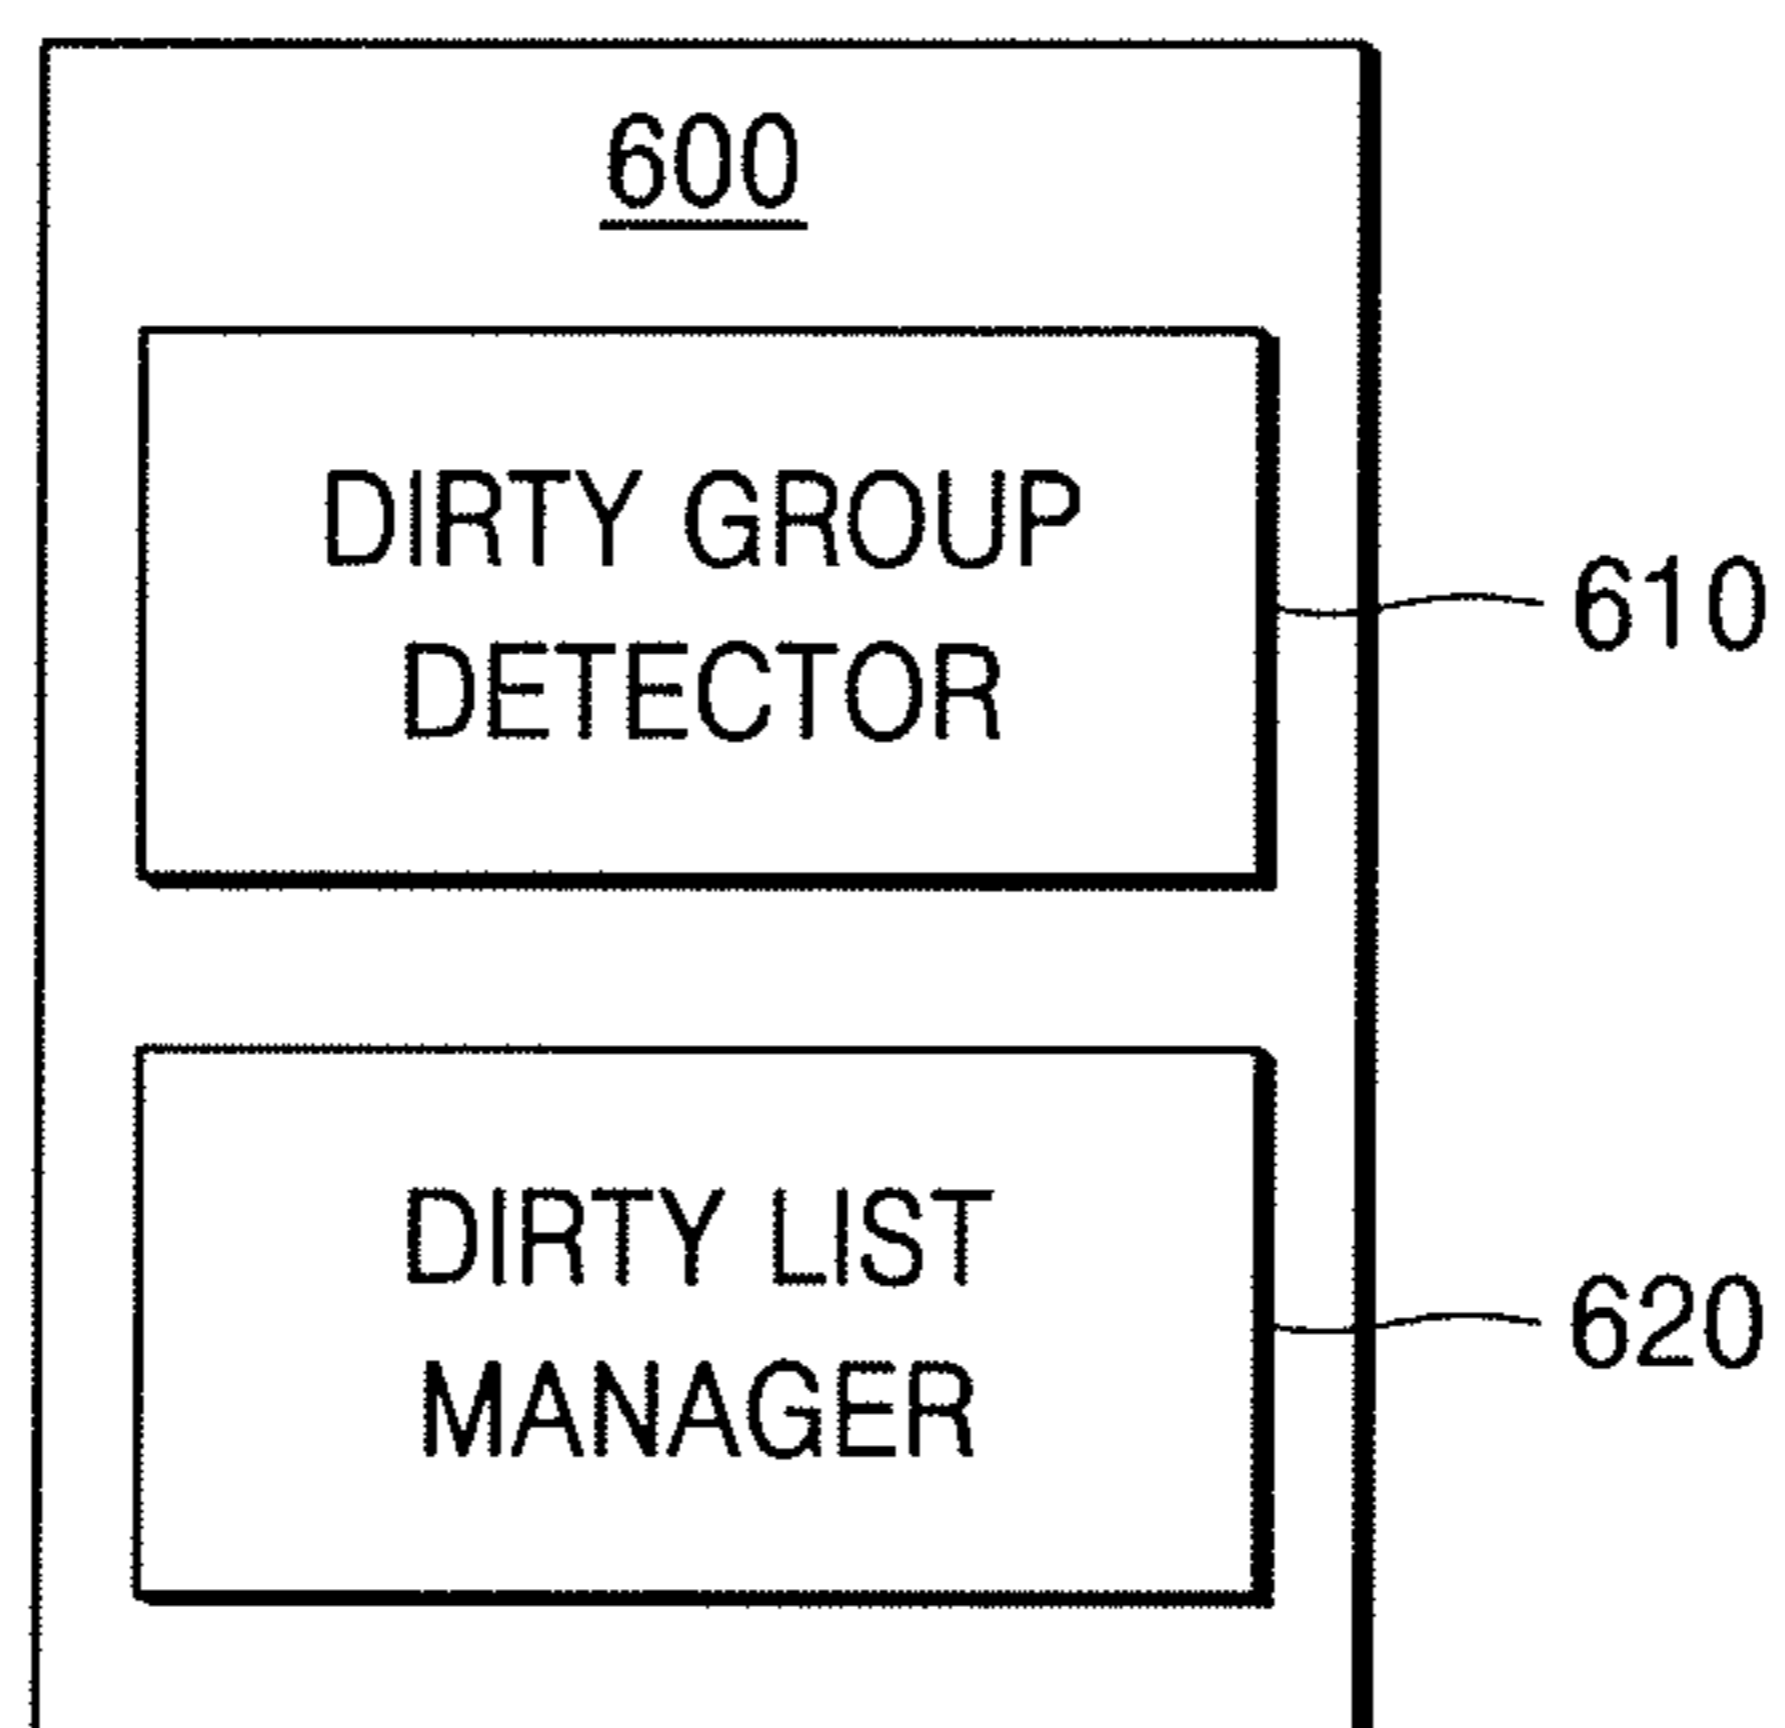 600
DIRTY GROUP
DETECTOR
610
DIRTY LIST
MANAGER
620